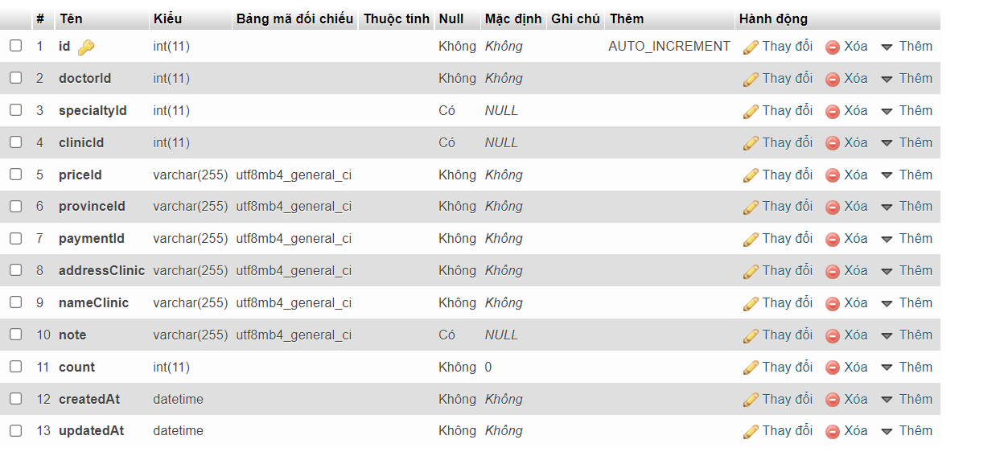 # Tên Kiểu Bảng mã đối chiếu Thuộc tính Null Mặc định Ghi chú Thêm Hành động
1 id int(11) Không Không AUTO_INCREMENT Thay đổi Xóa Thêm
2 doctorId int(11) Không Không Thay đổi Xóa Thêm
3 specialtyId int(11) Có NULL Thay đổi Xóa Thêm
4 clinicId int(11) Có NULL Thay đổi Xóa Thêm
5 priceId varchar(255) utf8mb4_general_ci Không Không Thay đổi Xóa Thêm
6 provinceId varchar(255) utf8mb4_general_ci Không Không Thay đổi Xóa Thêm
7 paymentId varchar(255) utf8mb4_general_ci Không Không Thay đổi Xóa Thêm
8 addressClinic varchar(255) utf8mb4_general_ci Không Không Thay đổi Xóa Thêm
9 nameClinic varchar(255) utf8mb4_general_ci Không Không Thay đổi Xóa Thêm
10 note varchar(255) utf8mb4_general_ci Có NULL Thay đổi Xóa Thêm
11 count int(11) Không 0 Thay đổi Xóa Thêm
12 createdAt datetime Không Không Thay đổi Xóa Thêm
13 updatedAt datetime Không Không Thay đổi Xóa Thêm